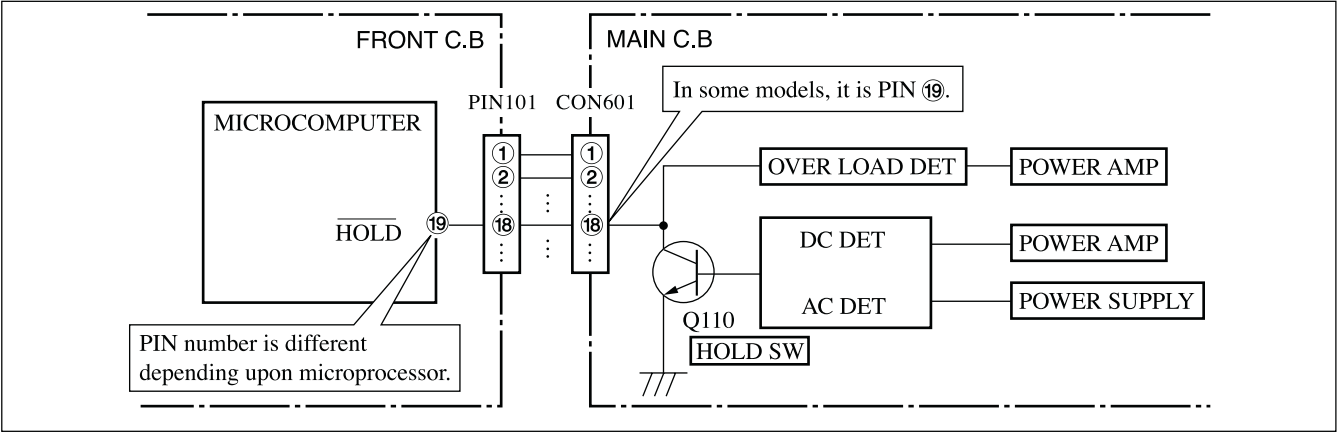 FRONT C.B
MAIN C.B
In some models, it is PIN ⑲.
PIN101
CON601
MICROCOMPUTER
① ①
② ②
OVER LOAD DET
POWER AMP
HOLD
⑲
⑱ ⑱
DC DET
POWER AMP
AC DET
POWER SUPPLY
Q110
HOLD SW
PIN number is different
depending upon microprocessor.